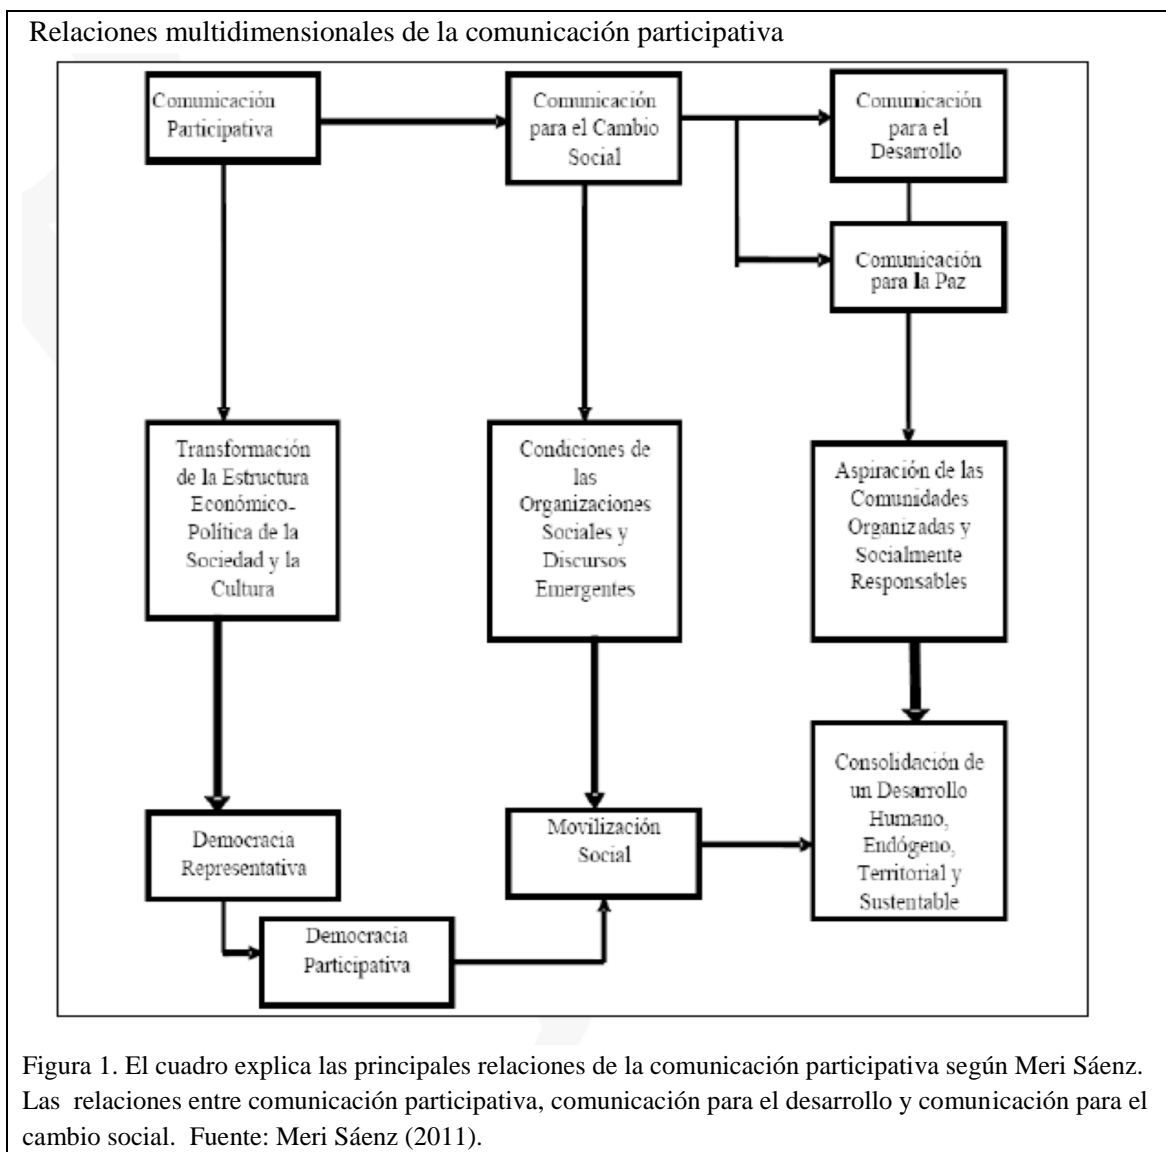 Relaciones multidimensionales de la comunicación participativa
Comunicación
Participativa
Comunicación
para el Cambio
Social
Comunicación
para el
Desarrollo
Comunicación
para la Paz
Transformación
de la Estructura
Económico-
Política de la
Sociedad y la
Cultura
Condiciones de
las
Organizaciones
Sociales y
Discursos
Emergentes
Aspiración de las
Comunidades
Organizadas y
Socialmente
Responsables
Democracia
Representativa
Democracia
Participativa
Movilización
Social
Consolidación de
un Desarrollo
Humano,
Endógeno,
Territorial y
Sustentable
Figura 1. El cuadro explica las principales relaciones de la comunicación participativa según Meri Sáenz.
Las relaciones entre comunicación participativa, comunicación para el desarrollo y comunicación para el
cambio social. Fuente: Meri Sáenz (2011).